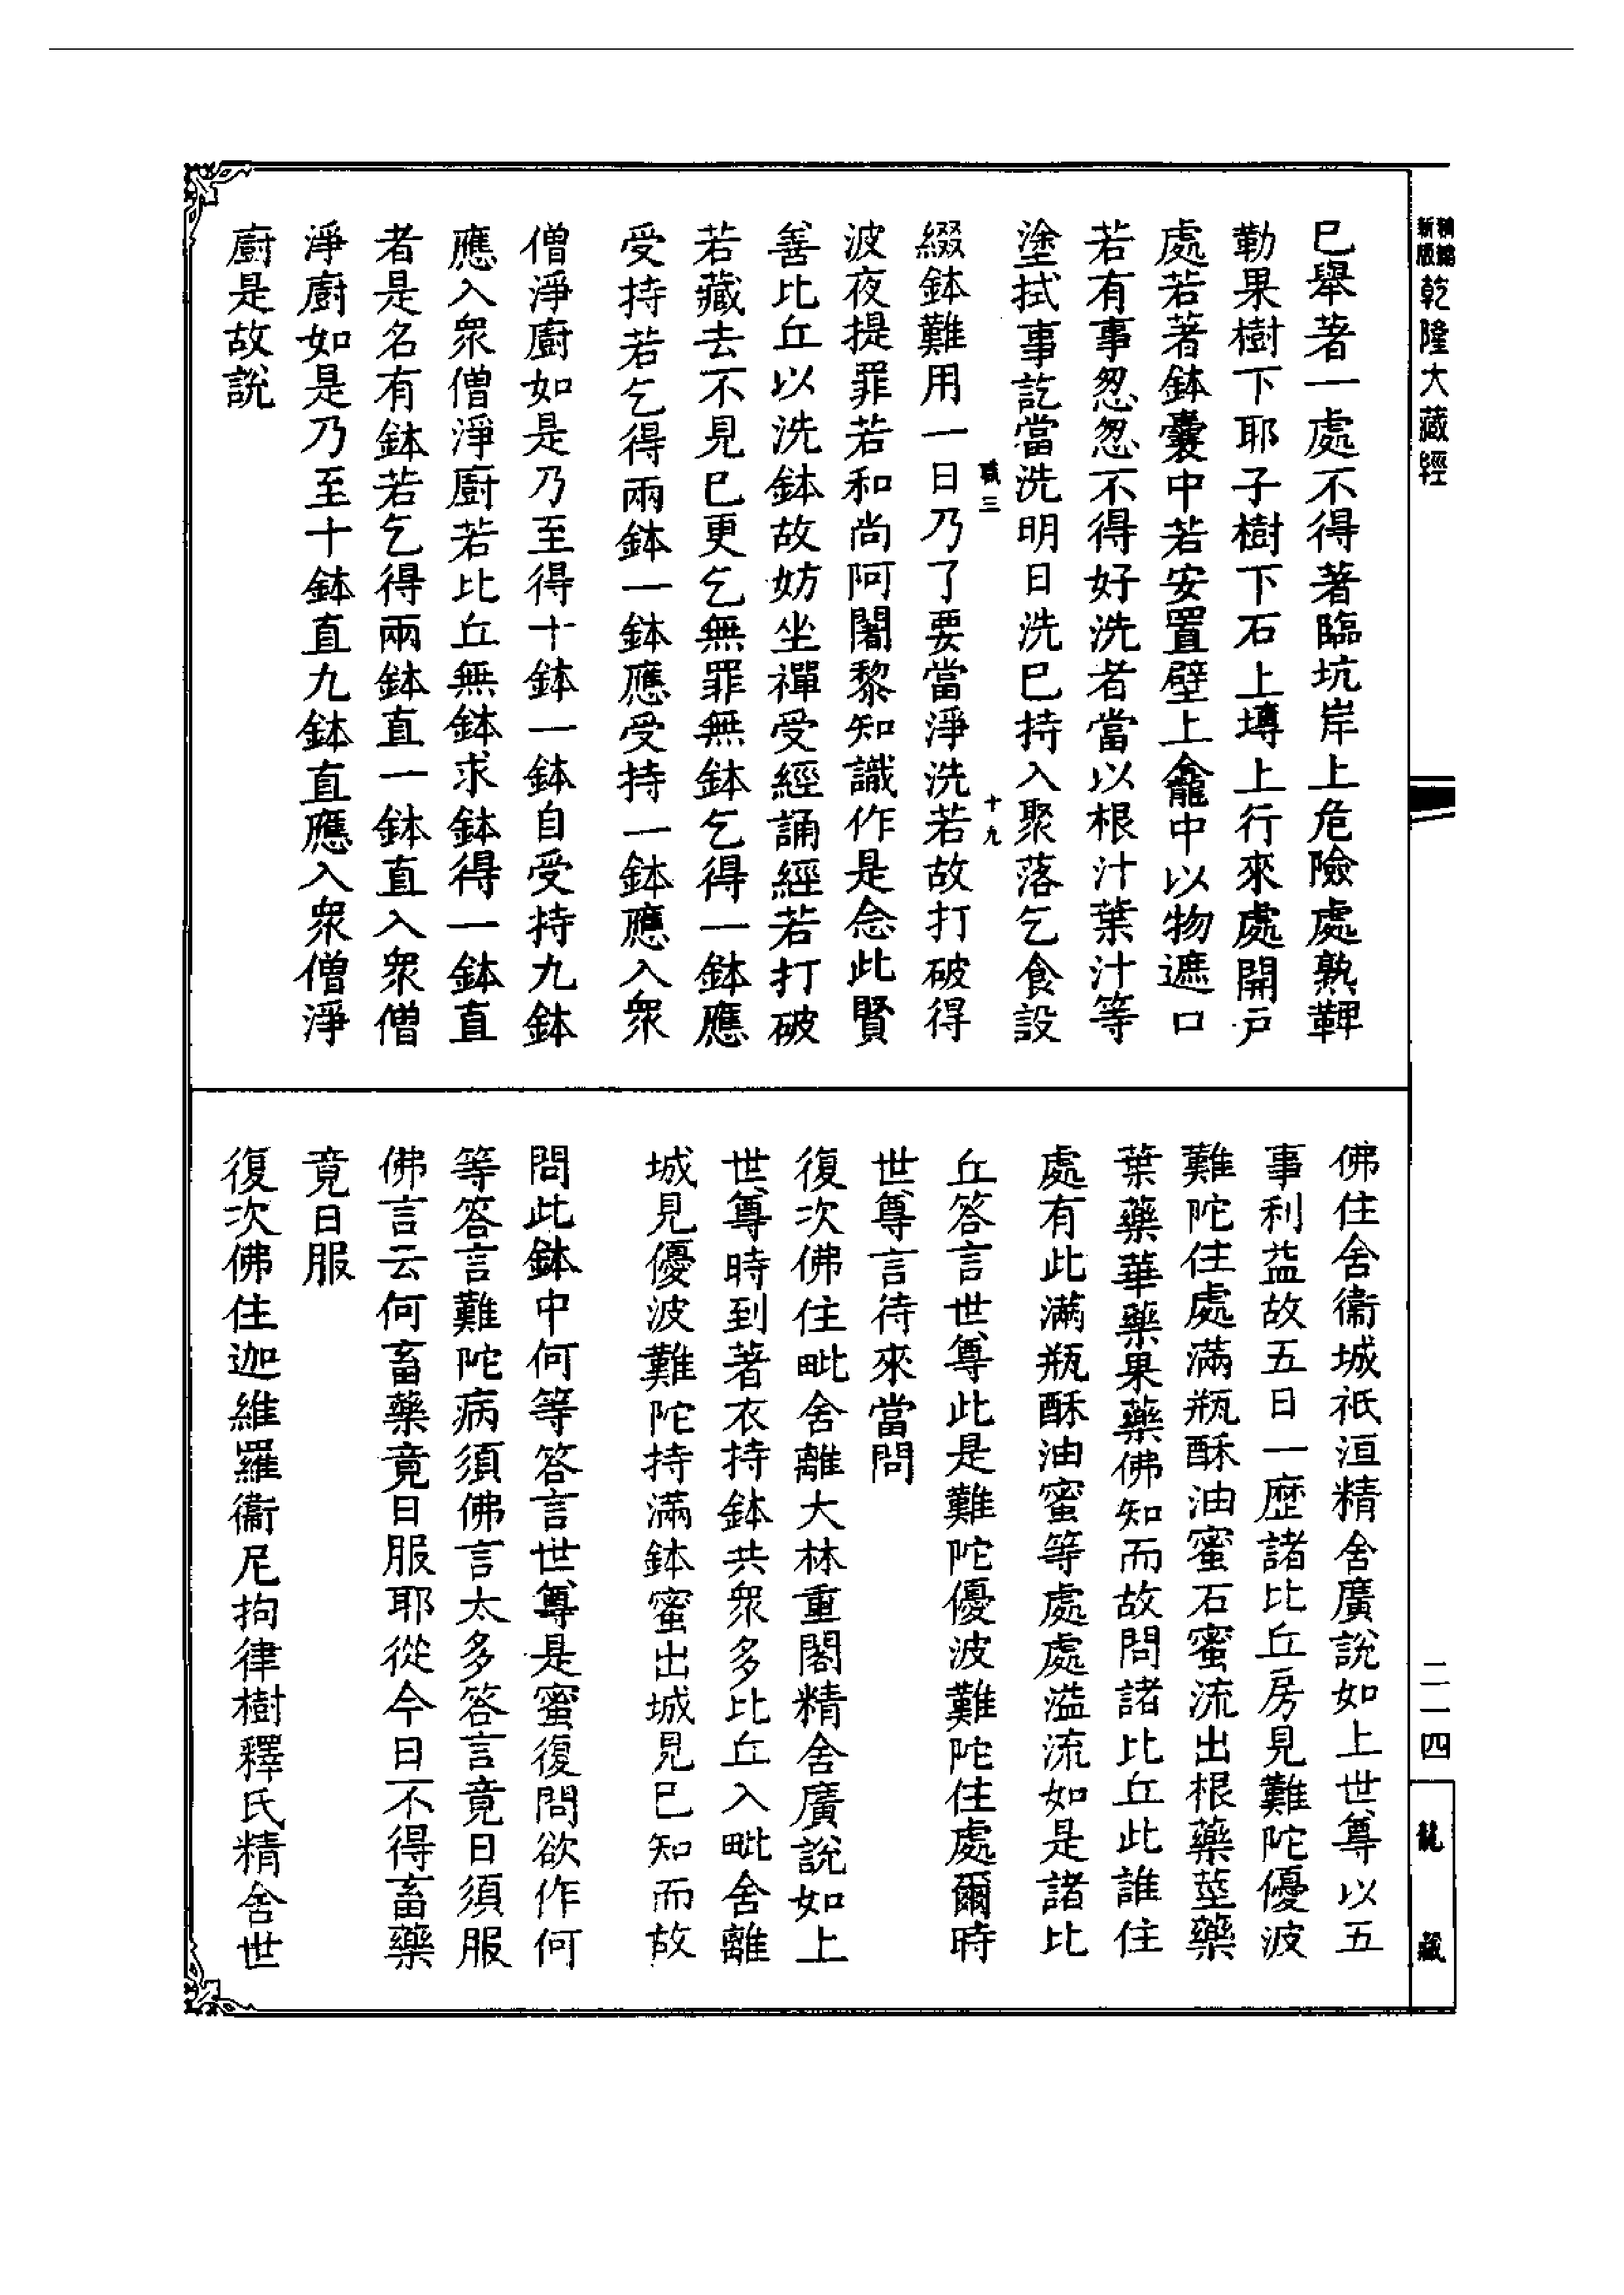 精編新版
乾隆大藏經
巳舉著一處不得著臨坑岸上危險處熟鞞
勒果樹下耶子樹下石上塼上行來處開戶
處若著鉢囊中若安置壁上龕中以物遮口
若有事怱怱不得好洗者當以根汁葉汁等
塗拭事訖當洗明日洗巳持入聚落乞食設
職三
十九
綴鉢難用一日乃了要當淨洗若故打破得
波夜提罪若和尚阿闍黎知識作是念此賢
善比丘以洗鉢故妨坐禪受經誦經若打破
若藏去不見巳更乞無罪無鉢乞得一鉢應
受持若乞得兩鉢一鉢應受持一鉢應入衆
僧淨廚如是乃至得十鉢一鉢自受持九鉢
應入衆僧淨廚若比丘無鉢求鉢得一鉢直
者是名有鉢若乞得兩鉢直一鉢直入衆僧
淨廚如是乃至十鉢直九鉢直應入衆僧淨
廚是故說
佛住舍衞城祇洹精舍廣說如上世尊以五
事利益故五日一歷諸比丘房見難陀優波
難陀住處滿瓶酥油蜜石蜜流出根藥莖藥
葉藥華藥果藥佛知而故問諸比丘此誰住
處有此滿瓶酥油蜜等處處溢流如是諸比
丘答言世尊此是難陀優波難陀住處爾時
世尊言待來當問
復次佛住毗舍離大林重閣精舍廣說如上
世尊時到著衣持鉢共衆多比丘入毗舍離
城見優波難陀持滿鉢蜜出城見巳知而故
問此鉢中何等答言世尊是蜜復問欲作何
等答言難陀病須佛言太多答言竟日須服
佛言云何畜藥竟日服耶從今日不得畜藥
竟日服
復次佛住迦維羅衞尼拘律樹釋氏精舍世
二一四
龍藏